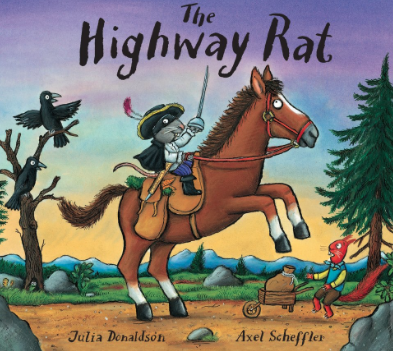 The
Highway Rat
Julia Donaldson Axel Scheffler